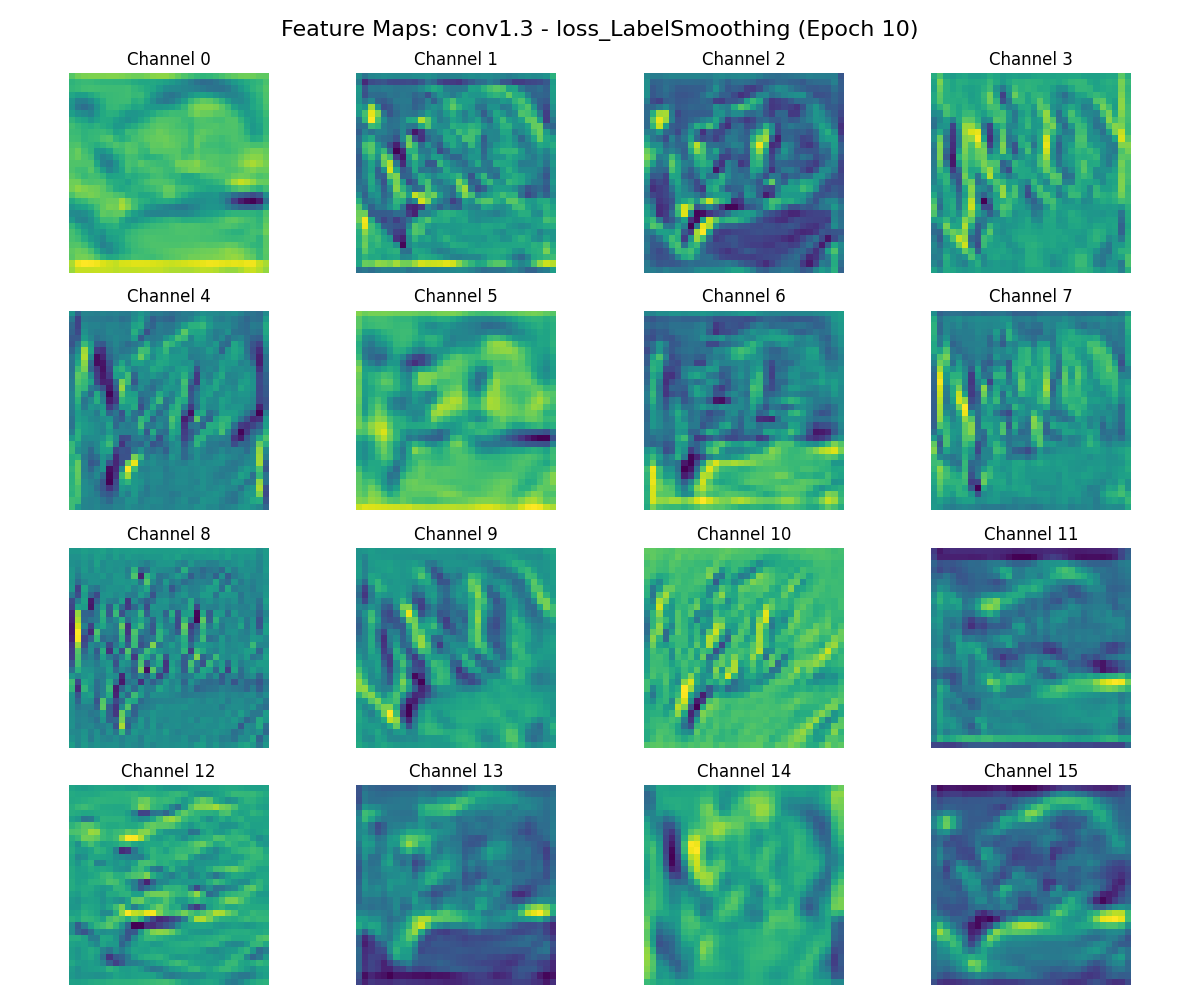 Feature Maps: conv1.3 - loss_LabelSmoothing (Epoch 10)
Channel 0
Channel 1
Channel 2
Channel 3
Channel 4
Channel 5
Channel 6
Channel 7
Channel 8
Channel 9
Channel 10
Channel 11
Channel 12
Channel 13
Channel 14
Channel 15